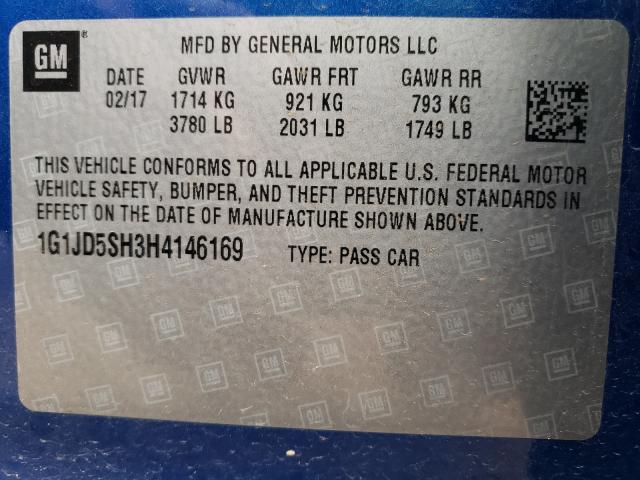 GM ®
MFD BY GENERAL MOTORS LLC
DATE GVWR GAWR FRT GAWR RR
02/17 1714 KG 921 KG 793 KG
3780 LB 2031 LB 1749 LB
THIS VEHICLE CONFORMS TO ALL APPLICABLE U.S. FEDERAL MOTOR
VEHICLE SAFETY, BUMPER, AND THEFT PREVENTION STANDARDS IN
EFFECT ON THE DATE OF MANUFACTURE SHOWN ABOVE.
1G1JD5SH3H4146169 TYPE: PASS CAR